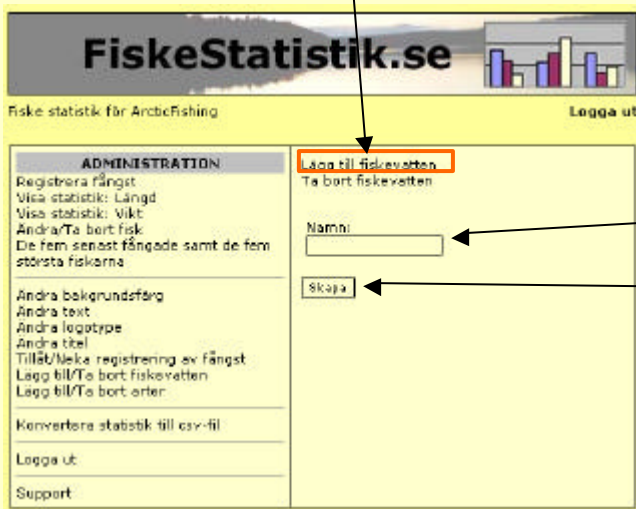 FiskeStatistik.se
Fiske statistik för ArcticFishing
Logga ut
ADMINISTRATION
Registrera fångst
Visa statistik: Längd
Visa statistik: Vikt
Ändra/Ta bort fisk
De fem senast fångade samt de fem
största fiskarna
Ändra bakgrundsfärg
Ändra text
Ändra logotype
Ändra titel
Tillåt/Neka registrering av fångst
Lägg till/Ta bort fiskevatten
Lägg till/Ta bort arter
Konvertera statistik till csv-fil
Logga ut
Support
Lägg till fiskevatten
Ta bort fiskevatten
Namn:
Skapa